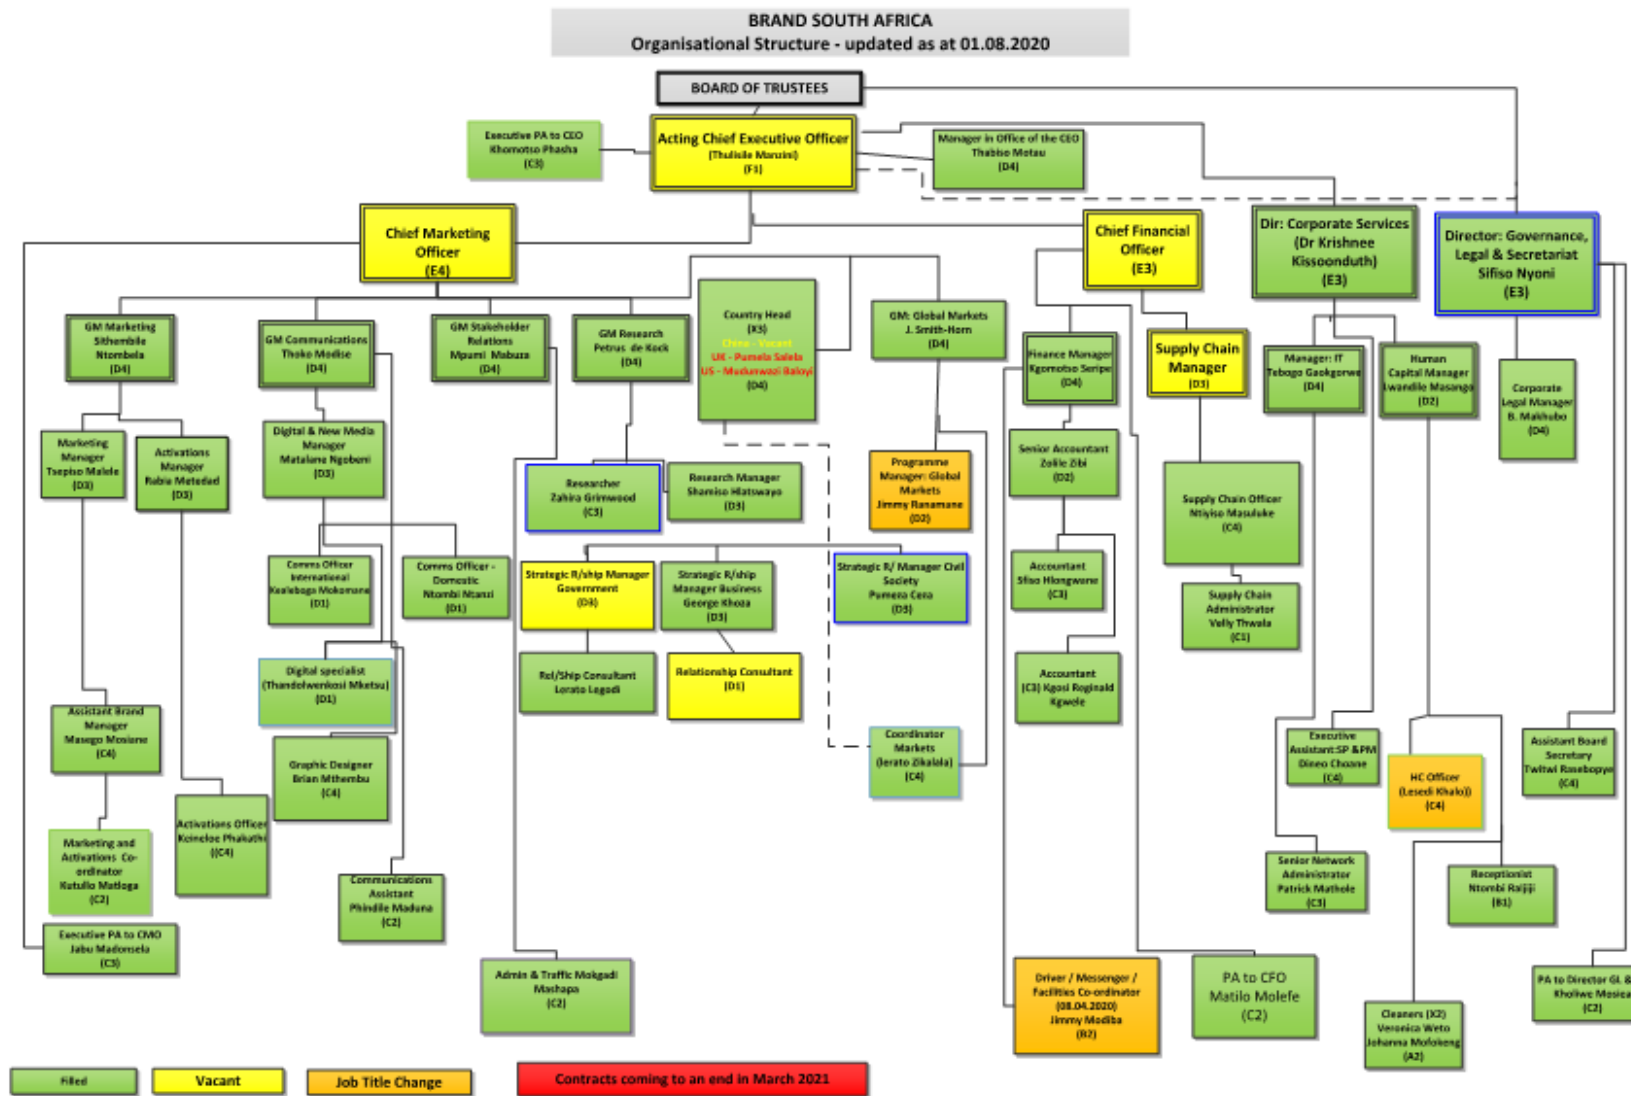 BRAND SOUTH AFRICA
Organisational Structure - updated as at 01.08.2020
BOARD OF TRUSTEES
Executive PA to CEO
Khomotso Phasha
(C3)
Acting Chief Executive Officer
(Thulisile Manzini)
(F1)
Manager in Office of the CEO
Thabiso Motau
(D4)
Chief Marketing
Officer
(E4)
Chief Financial
Officer
(E3)
Dir: Corporate Services
(Dr Krishnee
Kissoonduth)
(E3)
Director: Governance,
Legal & Secretariat
Sifiso Nyoni
(E3)
GM Marketing
Sithembile
Ntombela
(D4)
GM Communications
Thoko Modise
(D4)
GM Stakeholder
Relations
Mpumi Mabuza
(D4)
GM Research
Petrus de Kock
(D4)
Country Head
(X3)
China - Vacant
UK - Pumela Salela
US - Mudunwazi Baloyi
(D4)
GM: Global Markets
J. Smith-Horn
(D4)
Finance Manager
Kgomotso Seripe
(D4)
Supply Chain
Manager
(D3)
Manager: IT
Tebogo Gaokgorwe
(D4)
Human
Capital Manager
Lwandile Masango
(D2)
Corporate
Legal Manager
B. Makhubo
(D4)
Marketing
Manager
Tsepiso Malele
(D3)
Activations
Manager
Rabia Metedad
(D3)
Digital & New Media
Manager
Matalane Ngobeni
(D3)
Researcher
Zahira Grimwood
(C3)
Research Manager
Shamiso Hlatswayo
(D3)
Programme
Manager: Global
Markets
Jimmy Ranamane
(D2)
Senior Accountant
Zolile Zibi
(D2)
Supply Chain Officer
Ntiyiso Masuluke
(C4)
Comms Officer
International
Kealeboga Mokomane
(D1)
Comms Officer -
Domestic
Ntombi Ntanzi
(D1)
Strategic R/ship Manager
Government
(D3)
Strategic R/ship
Manager Business
George Khoza
(D3)
Strategic R/ Manager Civil
Society
Pumeza Ceza
(D3)
Accountant
Sfiso Hlongwane
(C3)
Supply Chain
Administrator
Velly Thwala
(C1)
Digital specialist
(Thandolwenkosi Mketsu)
(D1)
Rel/Ship Consultant
Lerato Legodi
Relationship Consultant
(D1)
Accountant
(C3) Kgosi Reginald
Kgwele
Assistant Brand
Manager
Masego Mosiane
(C4)
Graphic Designer
Brian Mthembu
(C4)
Coordinator
Markets
(lerato Zikalala)
(C4)
Executive
Assistant:SP &PM
Dineo Choane
(C4)
HC Officer
(Lesedi Khalo))
(C4)
Assistant Board
Secretary
Twitwi Rasebopye
(C4)
Marketing and
Activations Co-
ordinator
Kutullo Matloga
(C2)
Activations Officer
Keineloe Phakathi
((C4)
Communications
Assistant
Phindile Maduna
(C2)
Senior Network
Administrator
Patrick Mathole
(C3)
Receptionist
Ntombi Raijiji
(B1)
Executive PA to CMO
Jabu Madonsela
(C3)
Admin & Traffic Mokgadi
Mashapa
(C2)
Driver / Messenger /
Facilities Co-ordinator
(08.04.2020)
Jimmy Modiba
(B2)
PA to CFO
Matilo Molefe
(C2)
Cleaners (X2)
Veronica Weto
Johanna Mofokeng
(A2)
PA to Director GL &
Kholiwe Mosiea
(C2)
Filled
Vacant
Job Title Change
Contracts coming to an end in March 2021